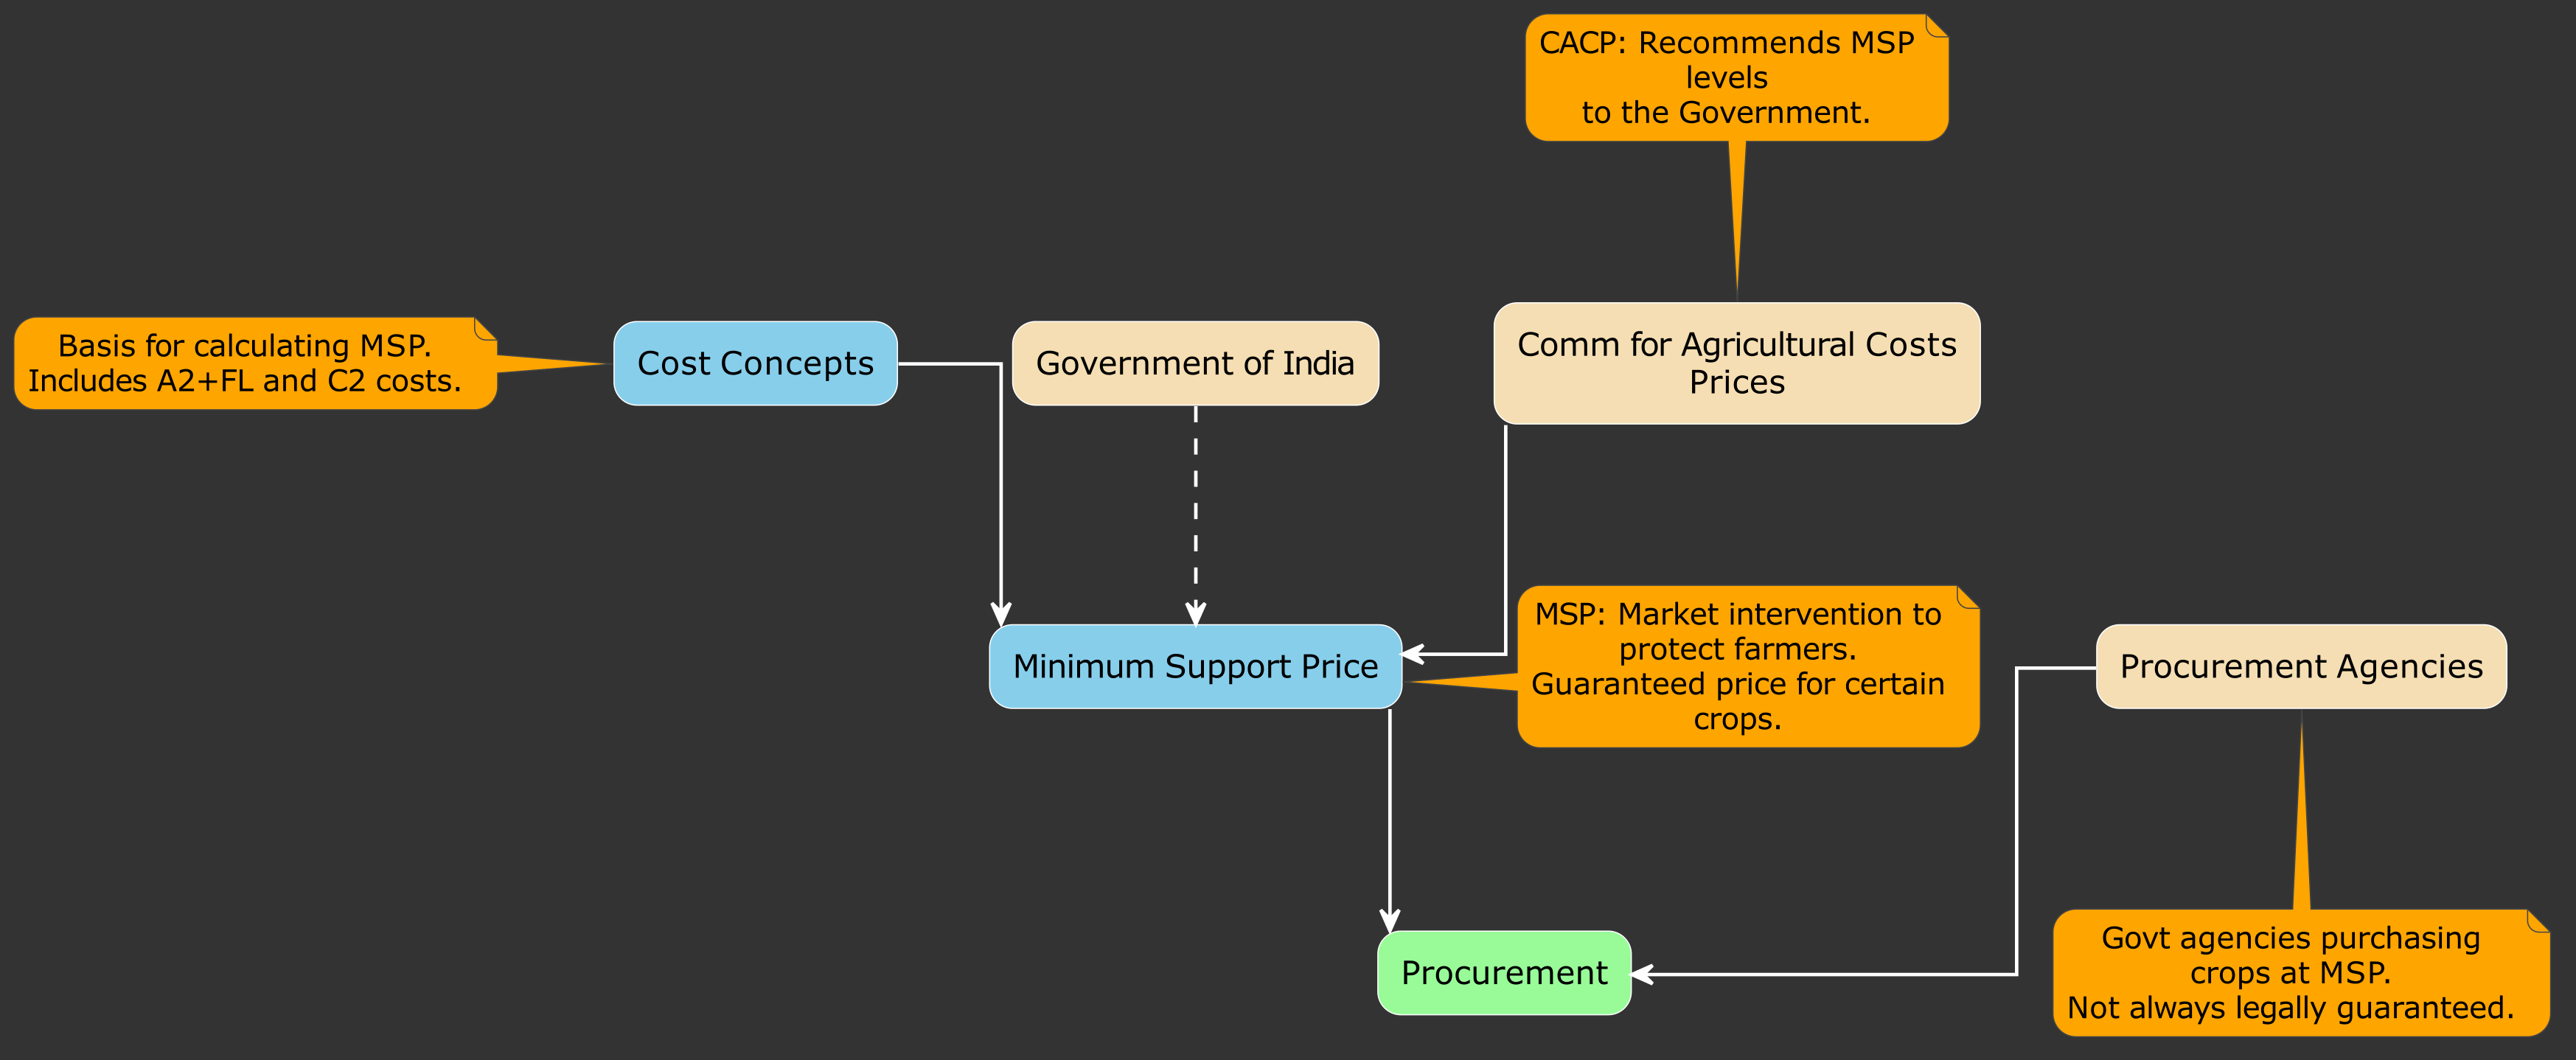 CACP: Recommends MSP
levels
to the Government.
Basis for calculating MSP.
Includes A2+FL and C2 costs.
Cost Concepts
Government of India
Comm for Agricultural Costs
Prices
Minimum Support Price
MSP: Market intervention to
protect farmers.
Guaranteed price for certain
crops.
Procurement Agencies
Procurement
Govt agencies purchasing
crops at MSP.
Not always legally guaranteed.